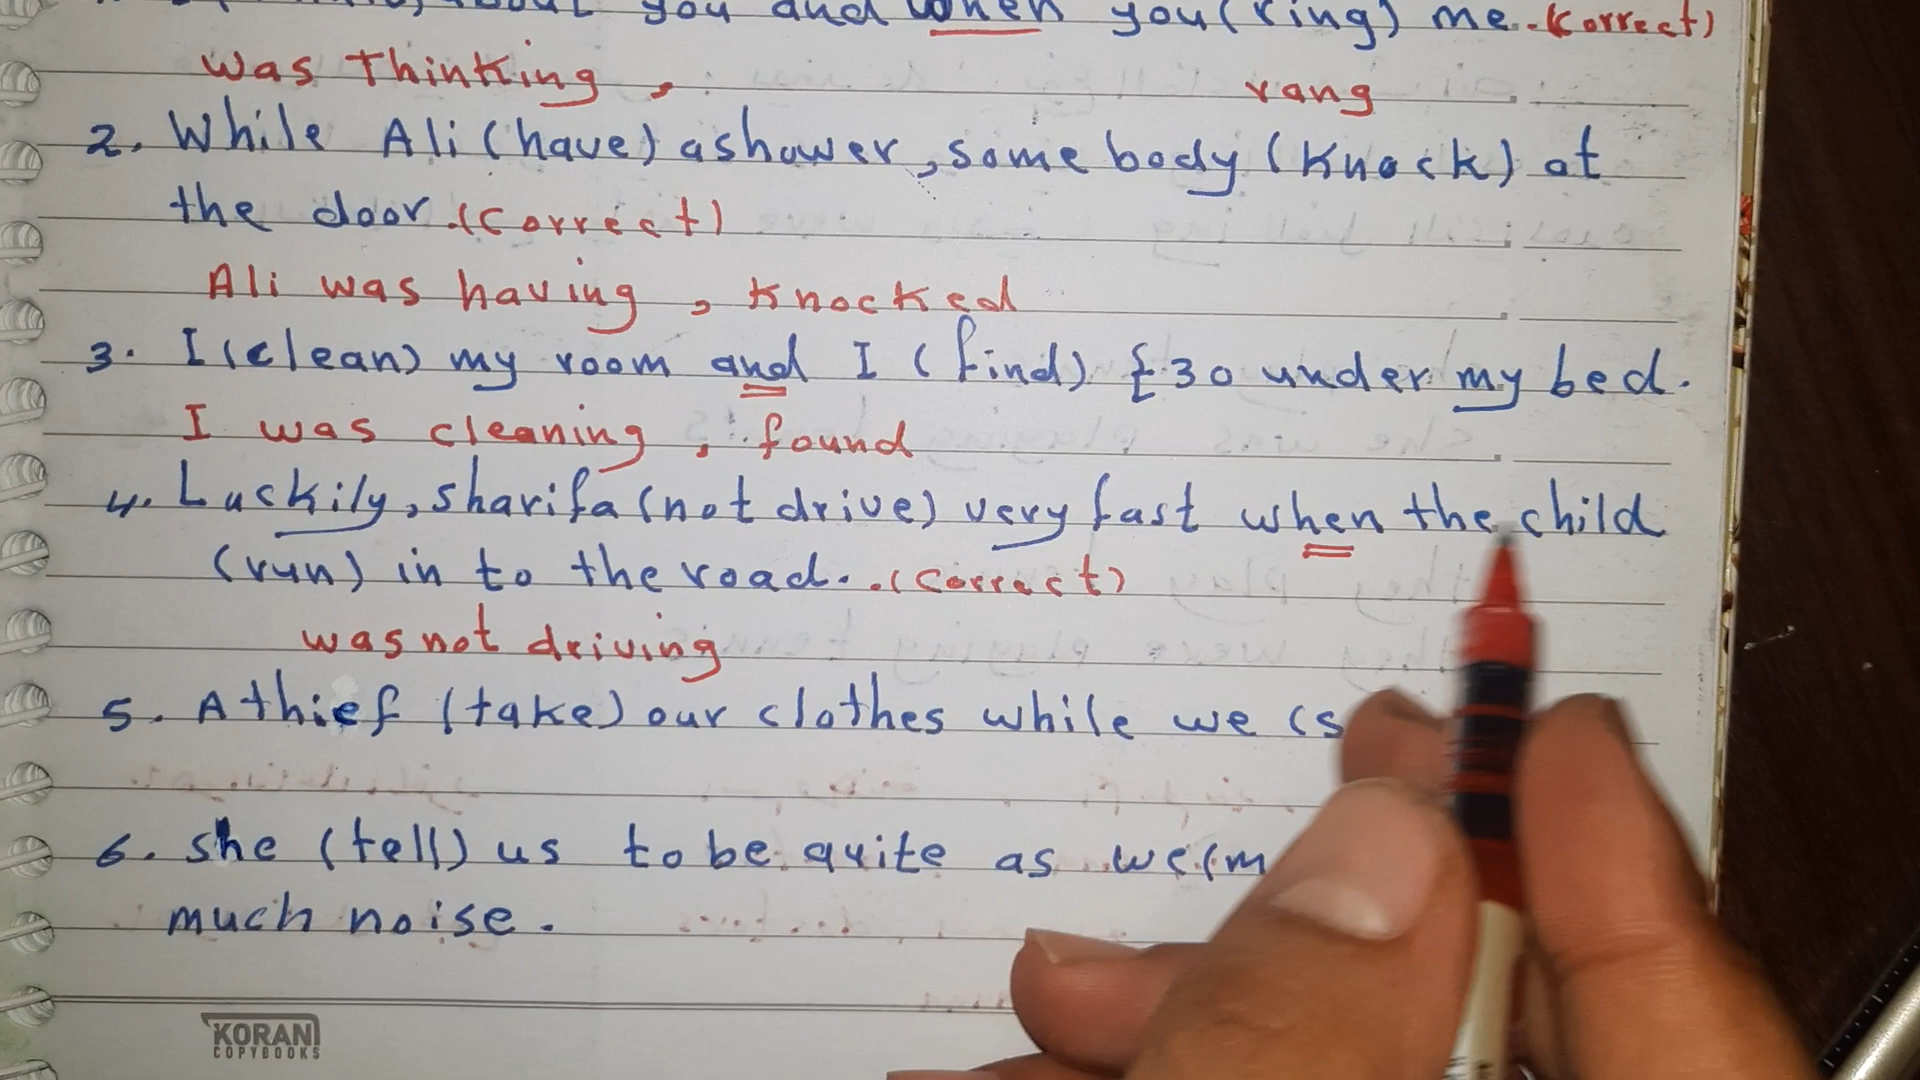 about you and when you (ring) me. (Correct)
was Thinking, rang
2. While Ali (have) a shower, some body (Knock) at
the door. (Correct)
Ali was having, Knocked
3. I (clean) my room and I (find) £30 under my bed.
I was cleaning, found
4. Luckily, sharifa (not drive) very fast when the child
(run) in to the road. (Correct)
was not driving
5. A thief (take) our clothes while we (s
6. She (tell) us to be quite as we (m
much noise.
KORAN
COPYBOOKS